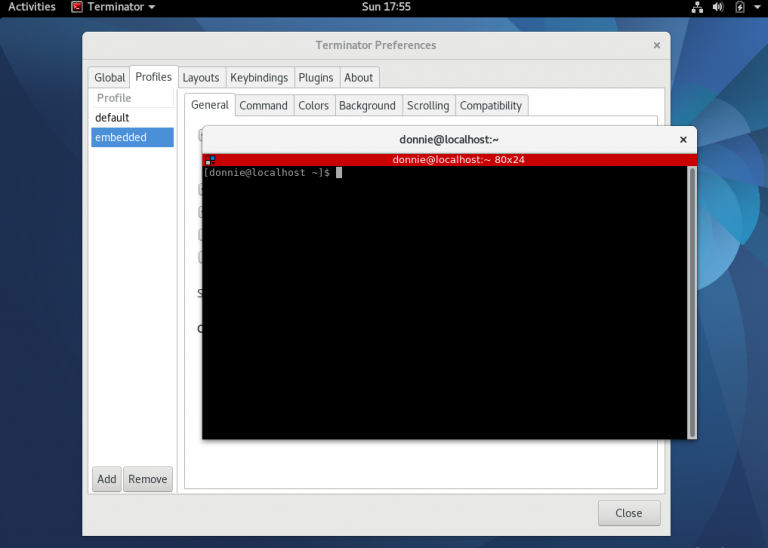 Activities Terminator Sun 17:55
Terminator Preferences
Global Profiles Layouts Keybindings Plugins About
Profile
default
embedded
General Command Colors Background Scrolling Compatibility
donnie@localhost:~
donnie@localhost:~ 80x24
[donnie@localhost ~]$
Add Remove
Close